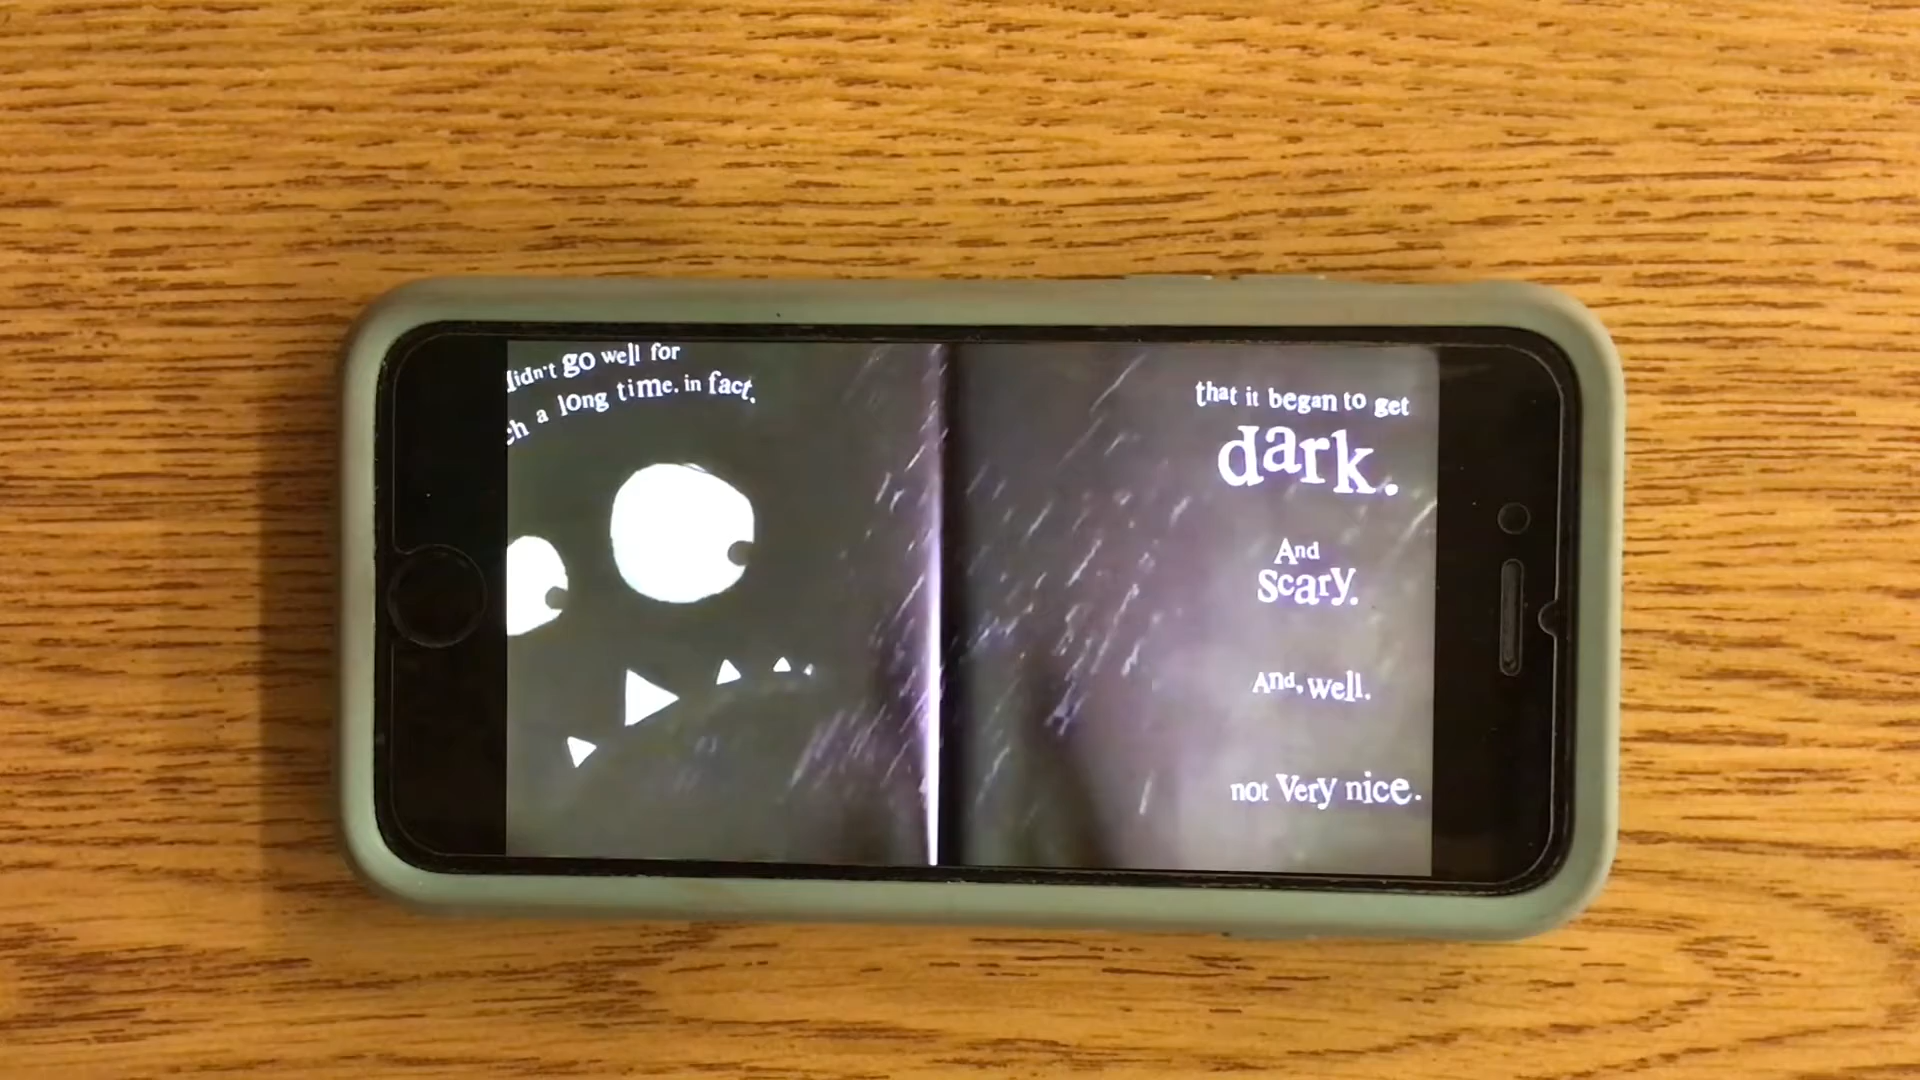 didn't go well for
ch a long time. in fact,
that it began to get
dark.
And
scary.
And, well.
not Very nice.